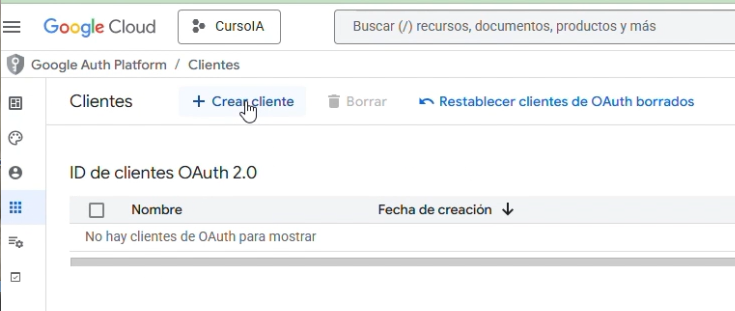 Google Cloud CursoIA Buscar (/) recursos, documentos, productos y más
Google Auth Platform / Clientes
Clientes + Crear cliente Borrar Restablecer clientes de OAuth borrados
ID de clientes OAuth 2.0
Nombre Fecha de creación ↓
No hay clientes de OAuth para mostrar